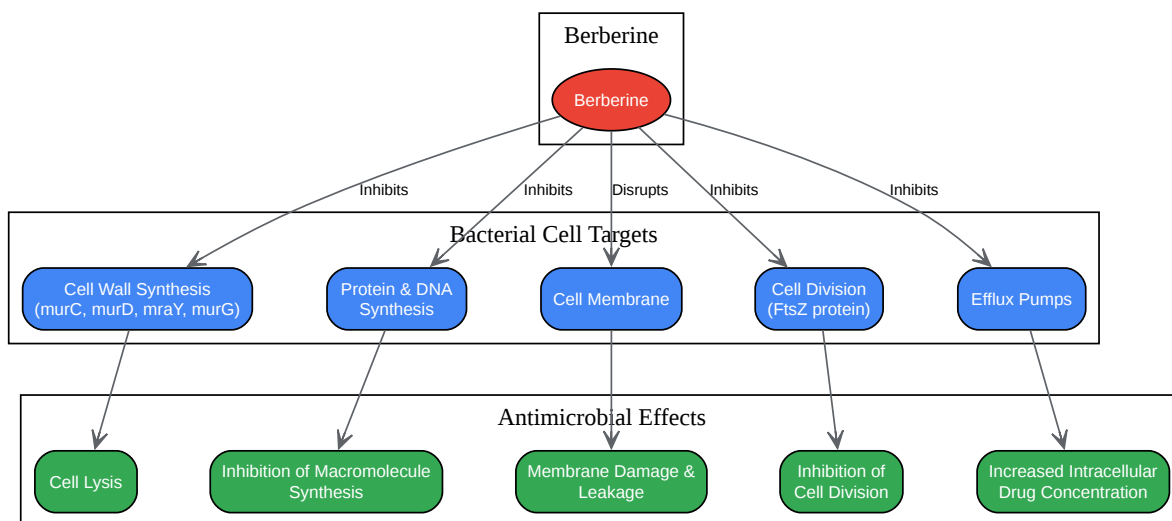 Berberine
Berberine
Inhibits
Inhibits
Disrupts
Inhibits
Inhibits
Bacterial Cell Targets
Cell Wall Synthesis
(murC, murD, mraY, murG)
Protein & DNA
Synthesis
Cell Membrane
Cell Division
(FtsZ protein)
Efflux Pumps
Antimicrobial Effects
Cell Lysis
Inhibition of Macromolecule
Synthesis
Membrane Damage &
Leakage
Inhibition of
Cell Division
Increased Intracellular
Drug Concentration